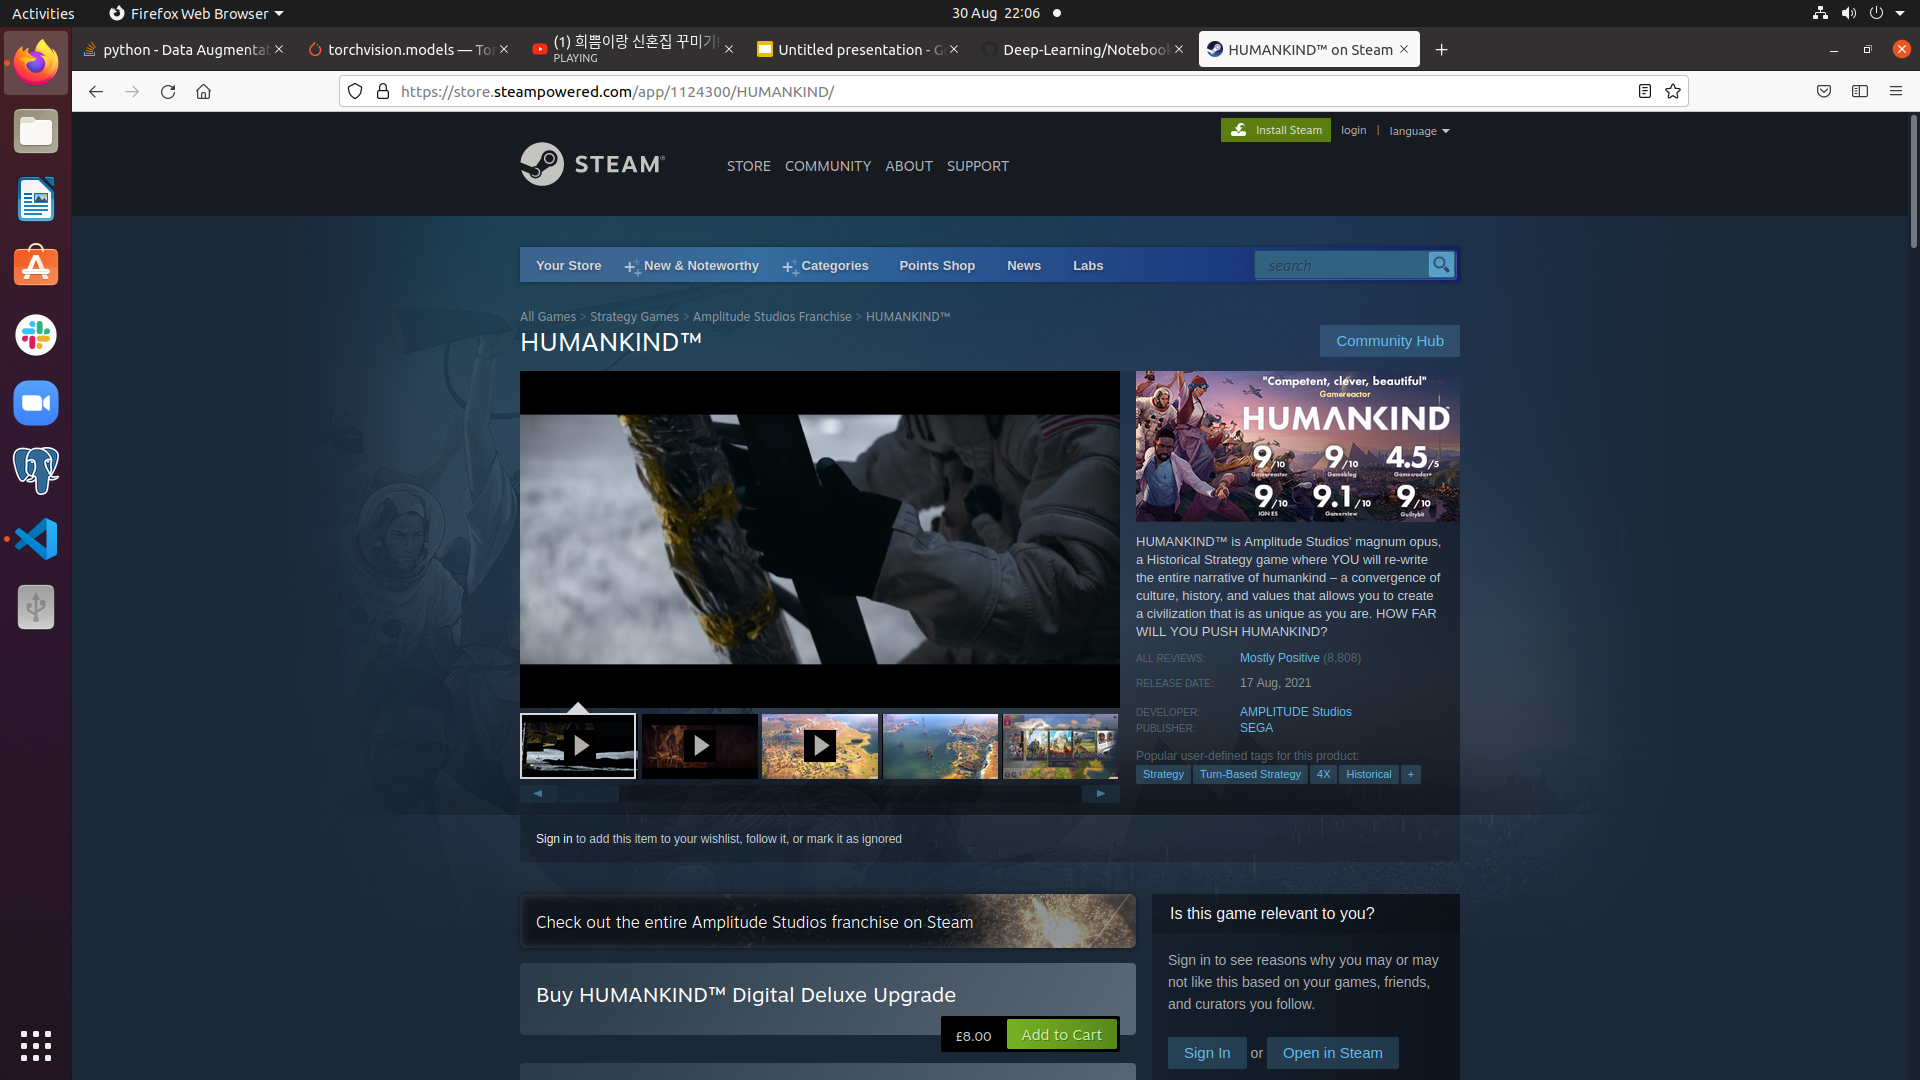 Activities
Firefox Web Browser
30 Aug 22:06
python - Data Augmentat
torchvision.models — Tor
(1) 희쁨이랑 신혼집 꾸미기
PLAYING
Untitled presentation - G
Deep-Learning/Notebook
HUMANKIND™ on Steam
https://store.steampowered.com/app/1124300/HUMANKIND/
Install Steam
login | language
STEAM®
STORE COMMUNITY ABOUT SUPPORT
Your Store New & Noteworthy Categories Points Shop News Labs
search
All Games > Strategy Games > Amplitude Studios Franchise > HUMANKIND™
HUMANKIND™
Community Hub
"Competent, clever, beautiful"
Gamereactor
HUMANKIND™
9/10 9/10 4.5/5
Gamereactor
9/10 9.1/10 9/10
IGN ES
HUMANKIND™ is Amplitude Studios' magnum opus,
a Historical Strategy game where YOU will re-write
the entire narrative of humankind – a convergence of
culture, history, and values that allows you to create
a civilization that is as unique as you are. HOW FAR
WILL YOU PUSH HUMANKIND?
ALL REVIEWS: Mostly Positive (8,808)
RELEASE DATE: 17 Aug, 2021
DEVELOPER: AMPLITUDE Studios
PUBLISHER: SEGA
Popular user-defined tags for this product:
Strategy Turn-Based Strategy 4X Historical +
Sign in to add this item to your wishlist, follow it, or mark it as ignored
Check out the entire Amplitude Studios franchise on Steam
Buy HUMANKIND™ Digital Deluxe Upgrade
£8.00 Add to Cart
Is this game relevant to you?
Sign in to see reasons why you may or may
not like this based on your games, friends,
and curators you follow.
Sign In or Open in Steam